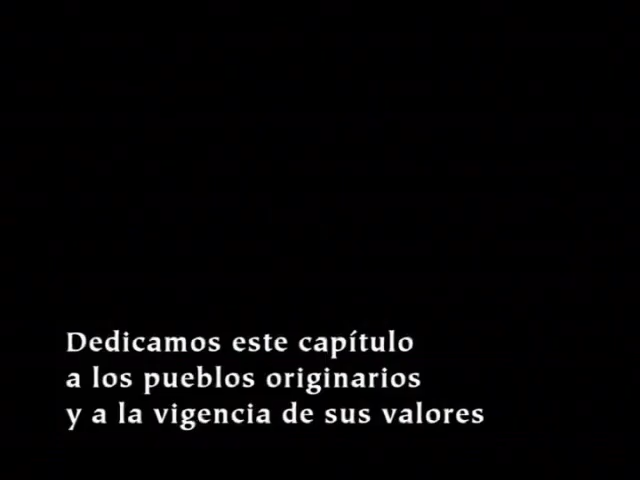 Dedicamos este capítulo
a los pueblos originarios
y a la vigencia de sus valores